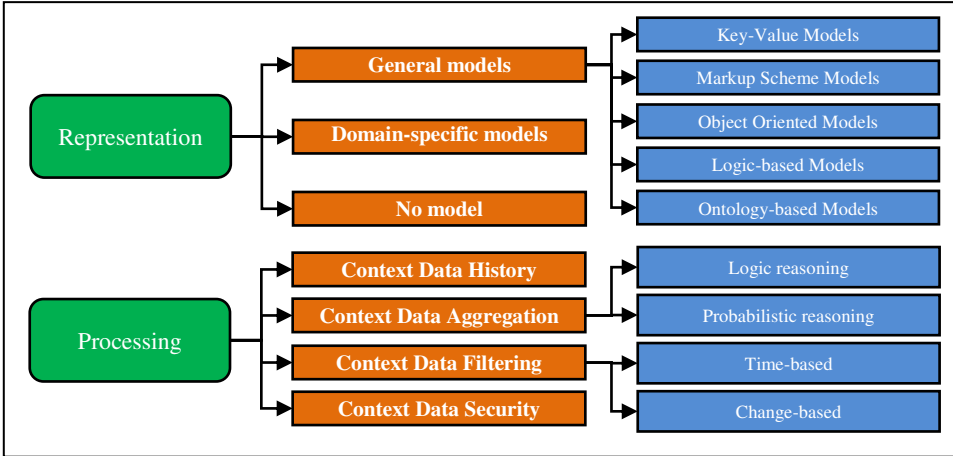 Representation
General models
Domain-specific models
No model
Key-Value Models
Markup Scheme Models
Object Oriented Models
Logic-based Models
Ontology-based Models
Processing
Context Data History
Context Data Aggregation
Context Data Filtering
Context Data Security
Logic reasoning
Probabilistic reasoning
Time-based
Change-based